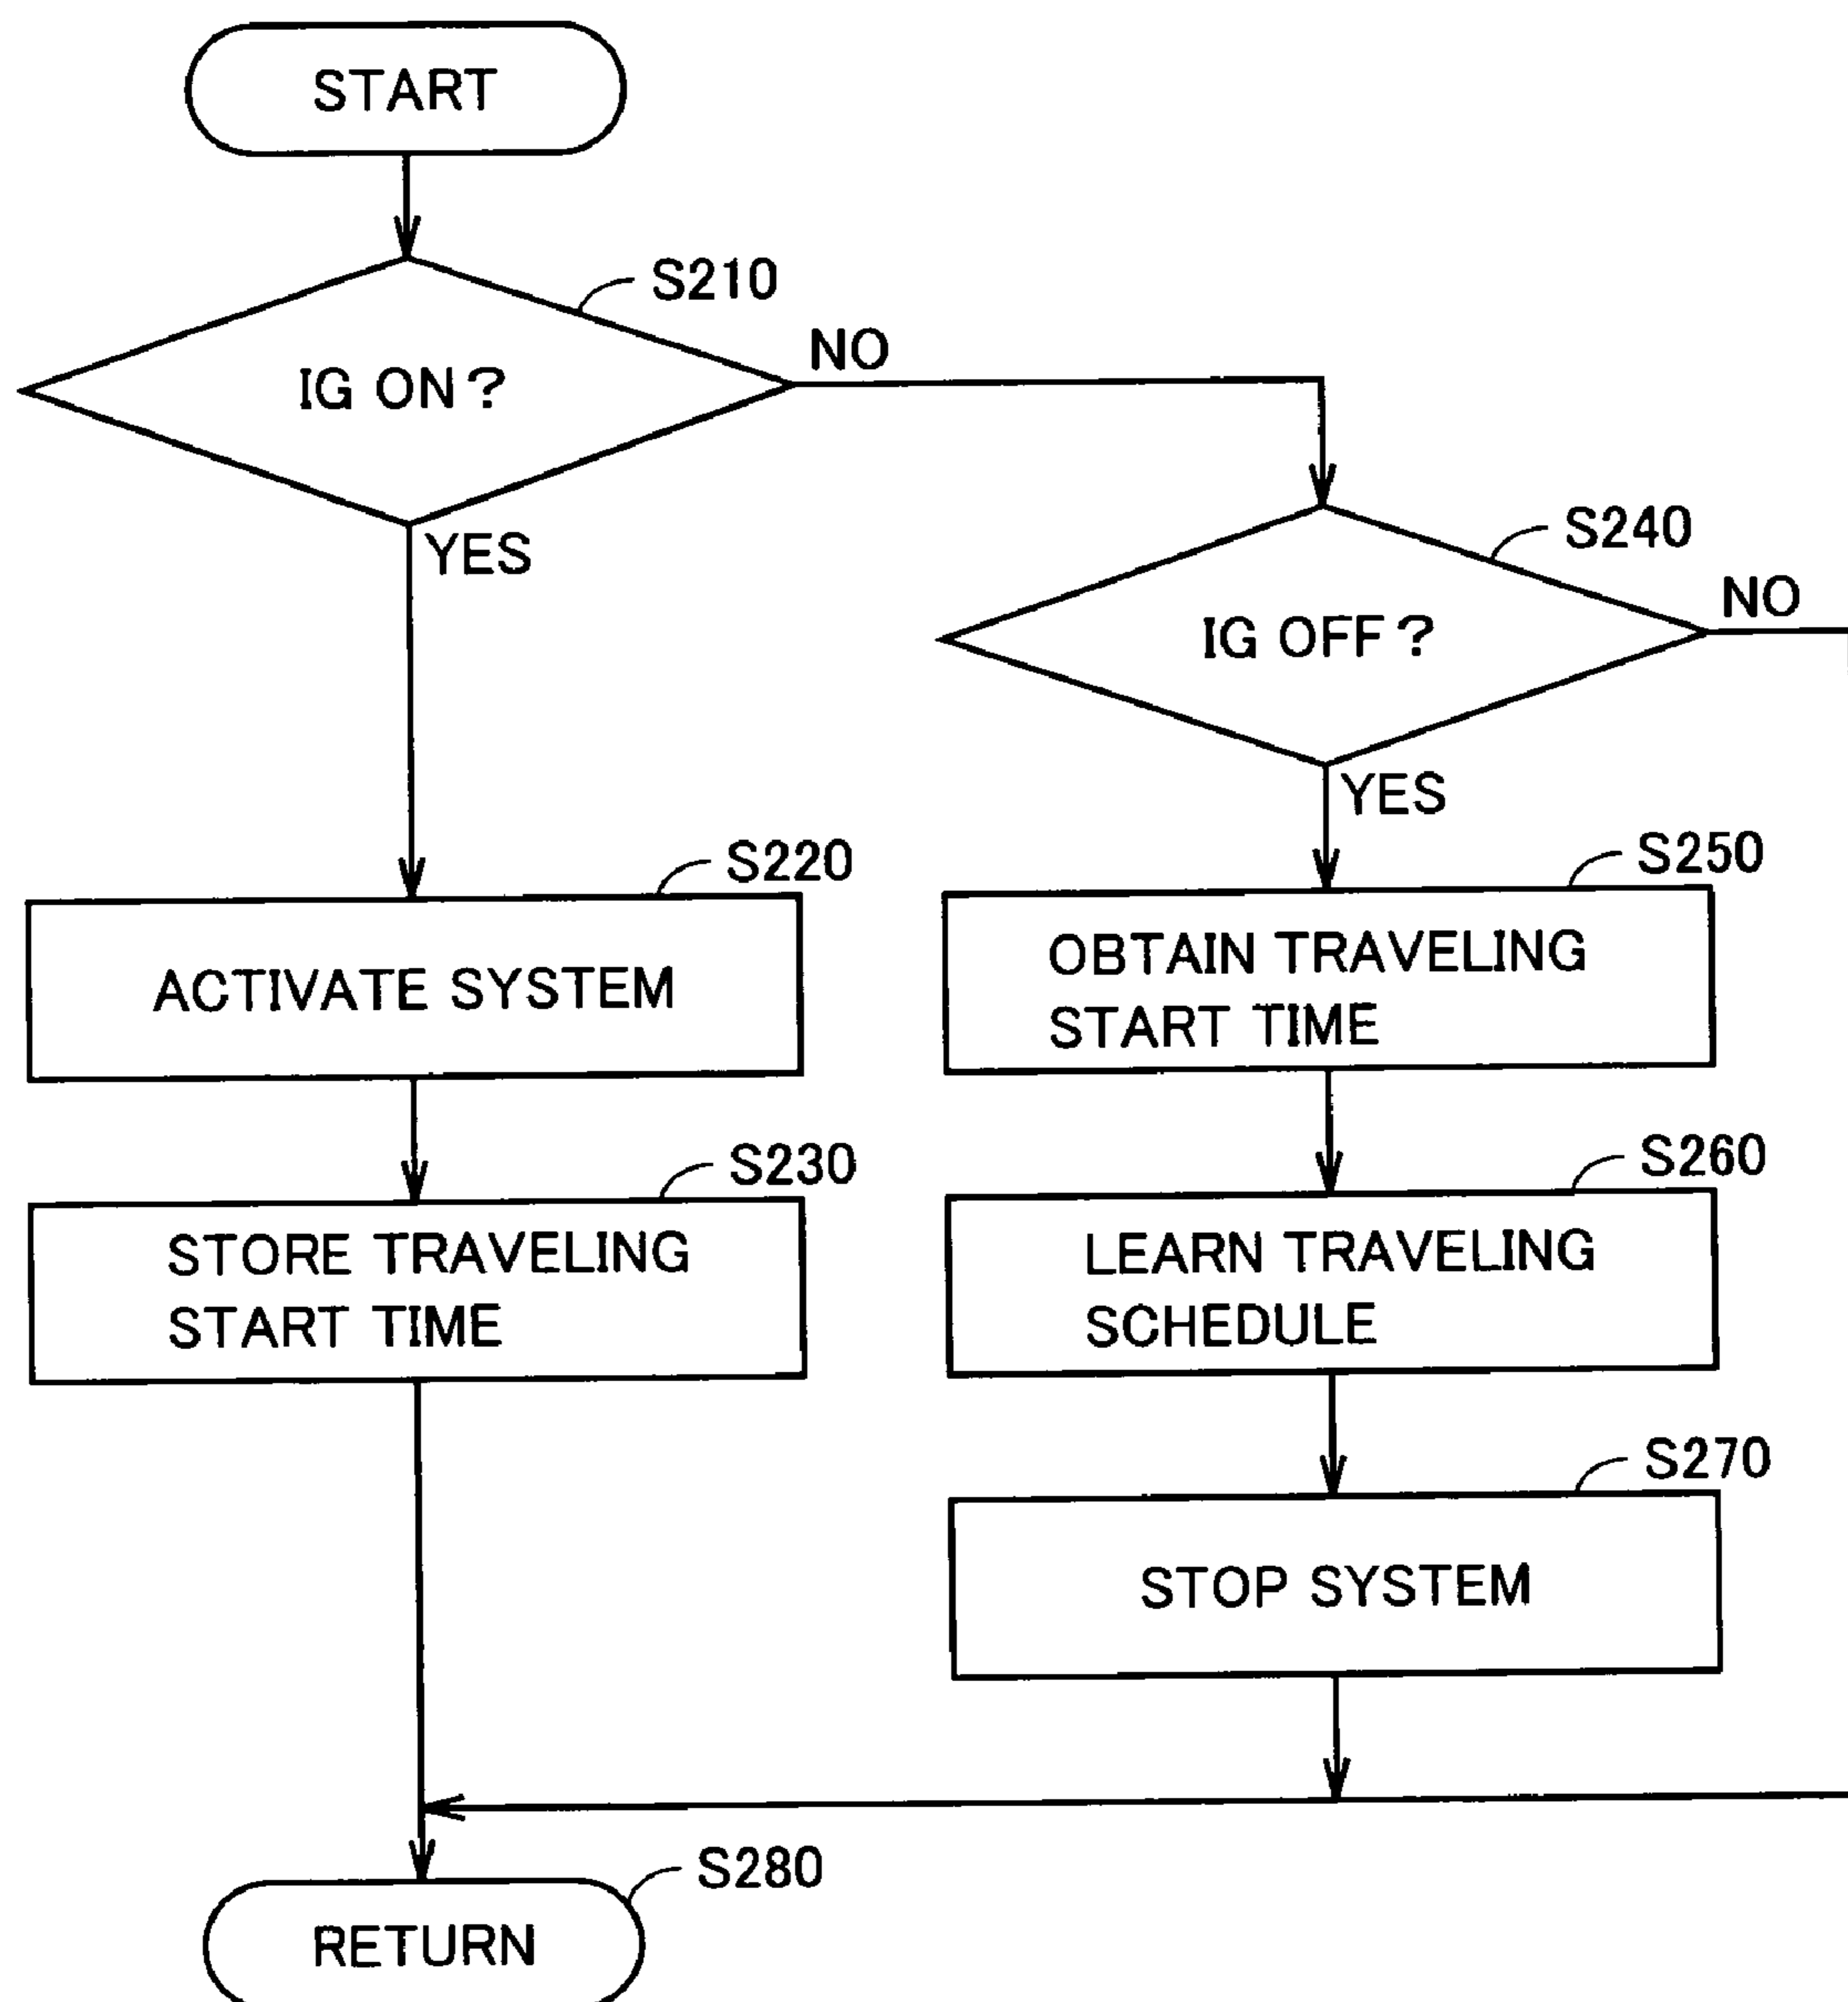 START
S210
IG ON?
NO
YES
S240
IG OFF?
NO
YES
S220
ACTIVATE SYSTEM
S250
OBTAIN TRAVELING
START TIME
S230
STORE TRAVELING
START TIME
S260
LEARN TRAVELING
SCHEDULE
S270
STOP SYSTEM
S280
RETURN